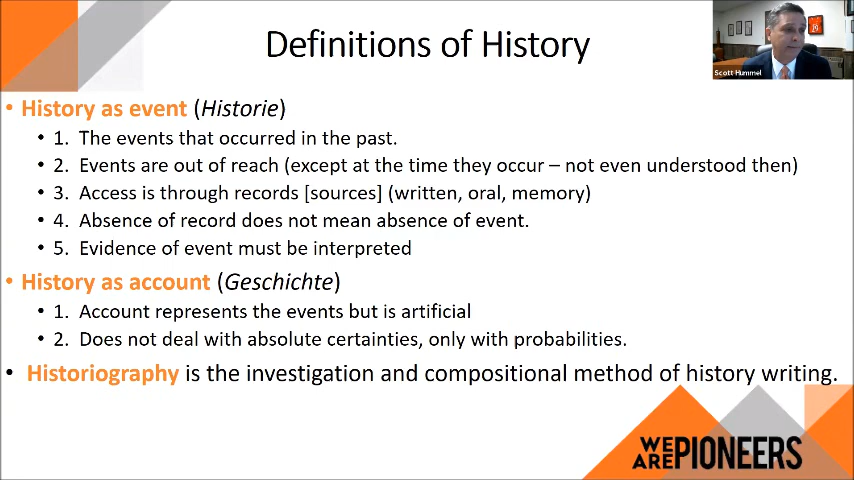 Definitions of History
Scott Hummel
• History as event (Historie)
• 1. The events that occurred in the past.
• 2. Events are out of reach (except at the time they occur – not even understood then)
• 3. Access is through records [sources] (written, oral, memory)
• 4. Absence of record does not mean absence of event.
• 5. Evidence of event must be interpreted
• History as account (Geschichte)
• 1. Account represents the events but is artificial
• 2. Does not deal with absolute certainties, only with probabilities.
• Historiography is the investigation and compositional method of history writing.
WE ARE PIONEERS